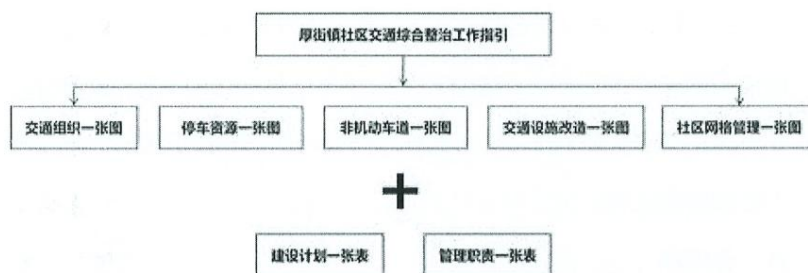 厚街镇社区交通综合整治工作指引
交通组织一张图
停车资源一张图
非机动车道一张图
交通设施改造一张图
社区网格管理一张图
+
建设计划一张表
管理职责一张表